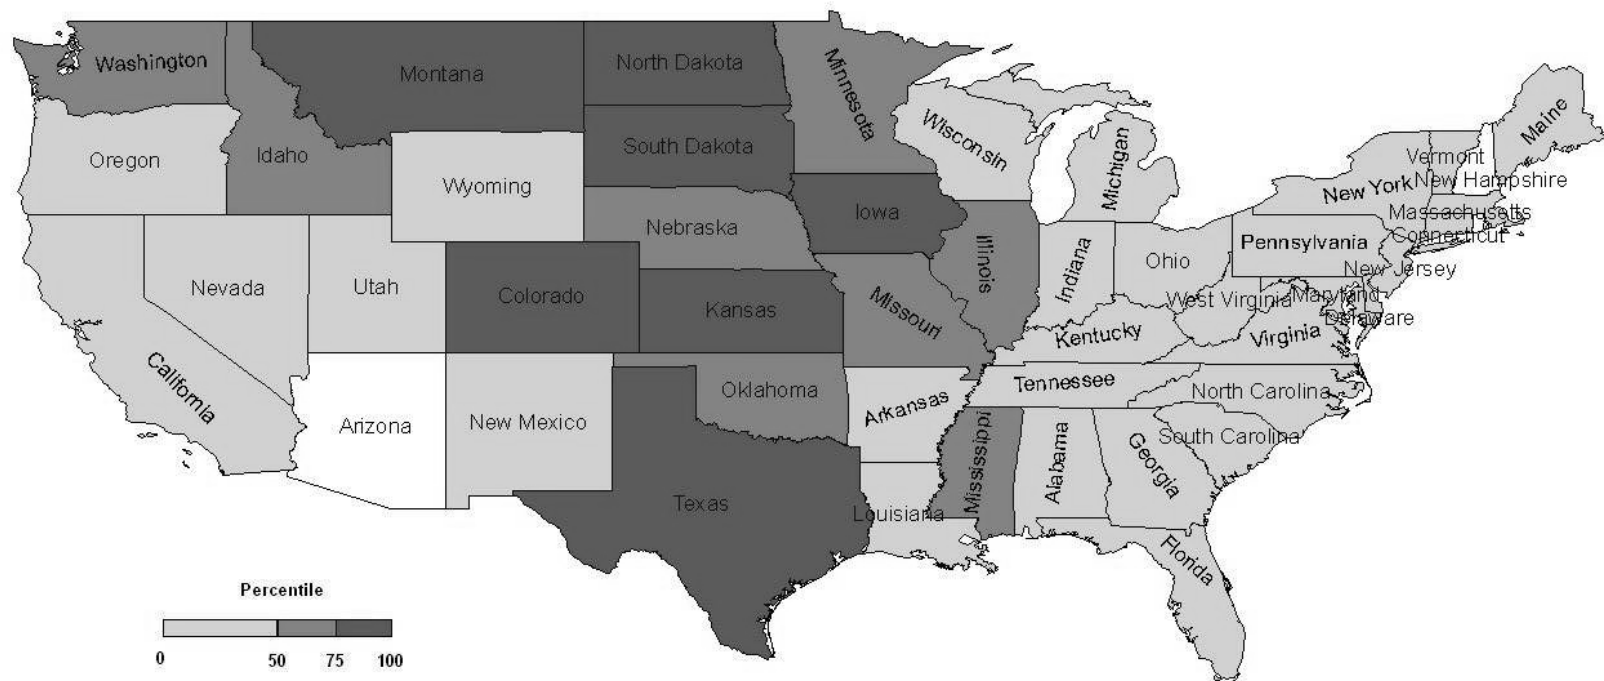 Washington
Montana
North Dakota
Minnesota
Maine
Oregon
Idaho
South Dakota
Wisconsin
Michigan
Vermont
New Hampshire
New York
Wyoming
Iowa
Massachusetts
Nebraska
Connecticut
Illinois
Pennsylvania
Nevada
Utah
Colorado
Kansas
Missouri
Indiana
Ohio
New Jersey
West Virginia
Maryland
Delaware
Kentucky
Virginia
California
Arizona
New Mexico
Oklahoma
Arkansas
Tennessee
North Carolina
South Carolina
Texas
Louisiana
Mississippi
Alabama
Georgia
Florida
Percentile
0 50 75 100